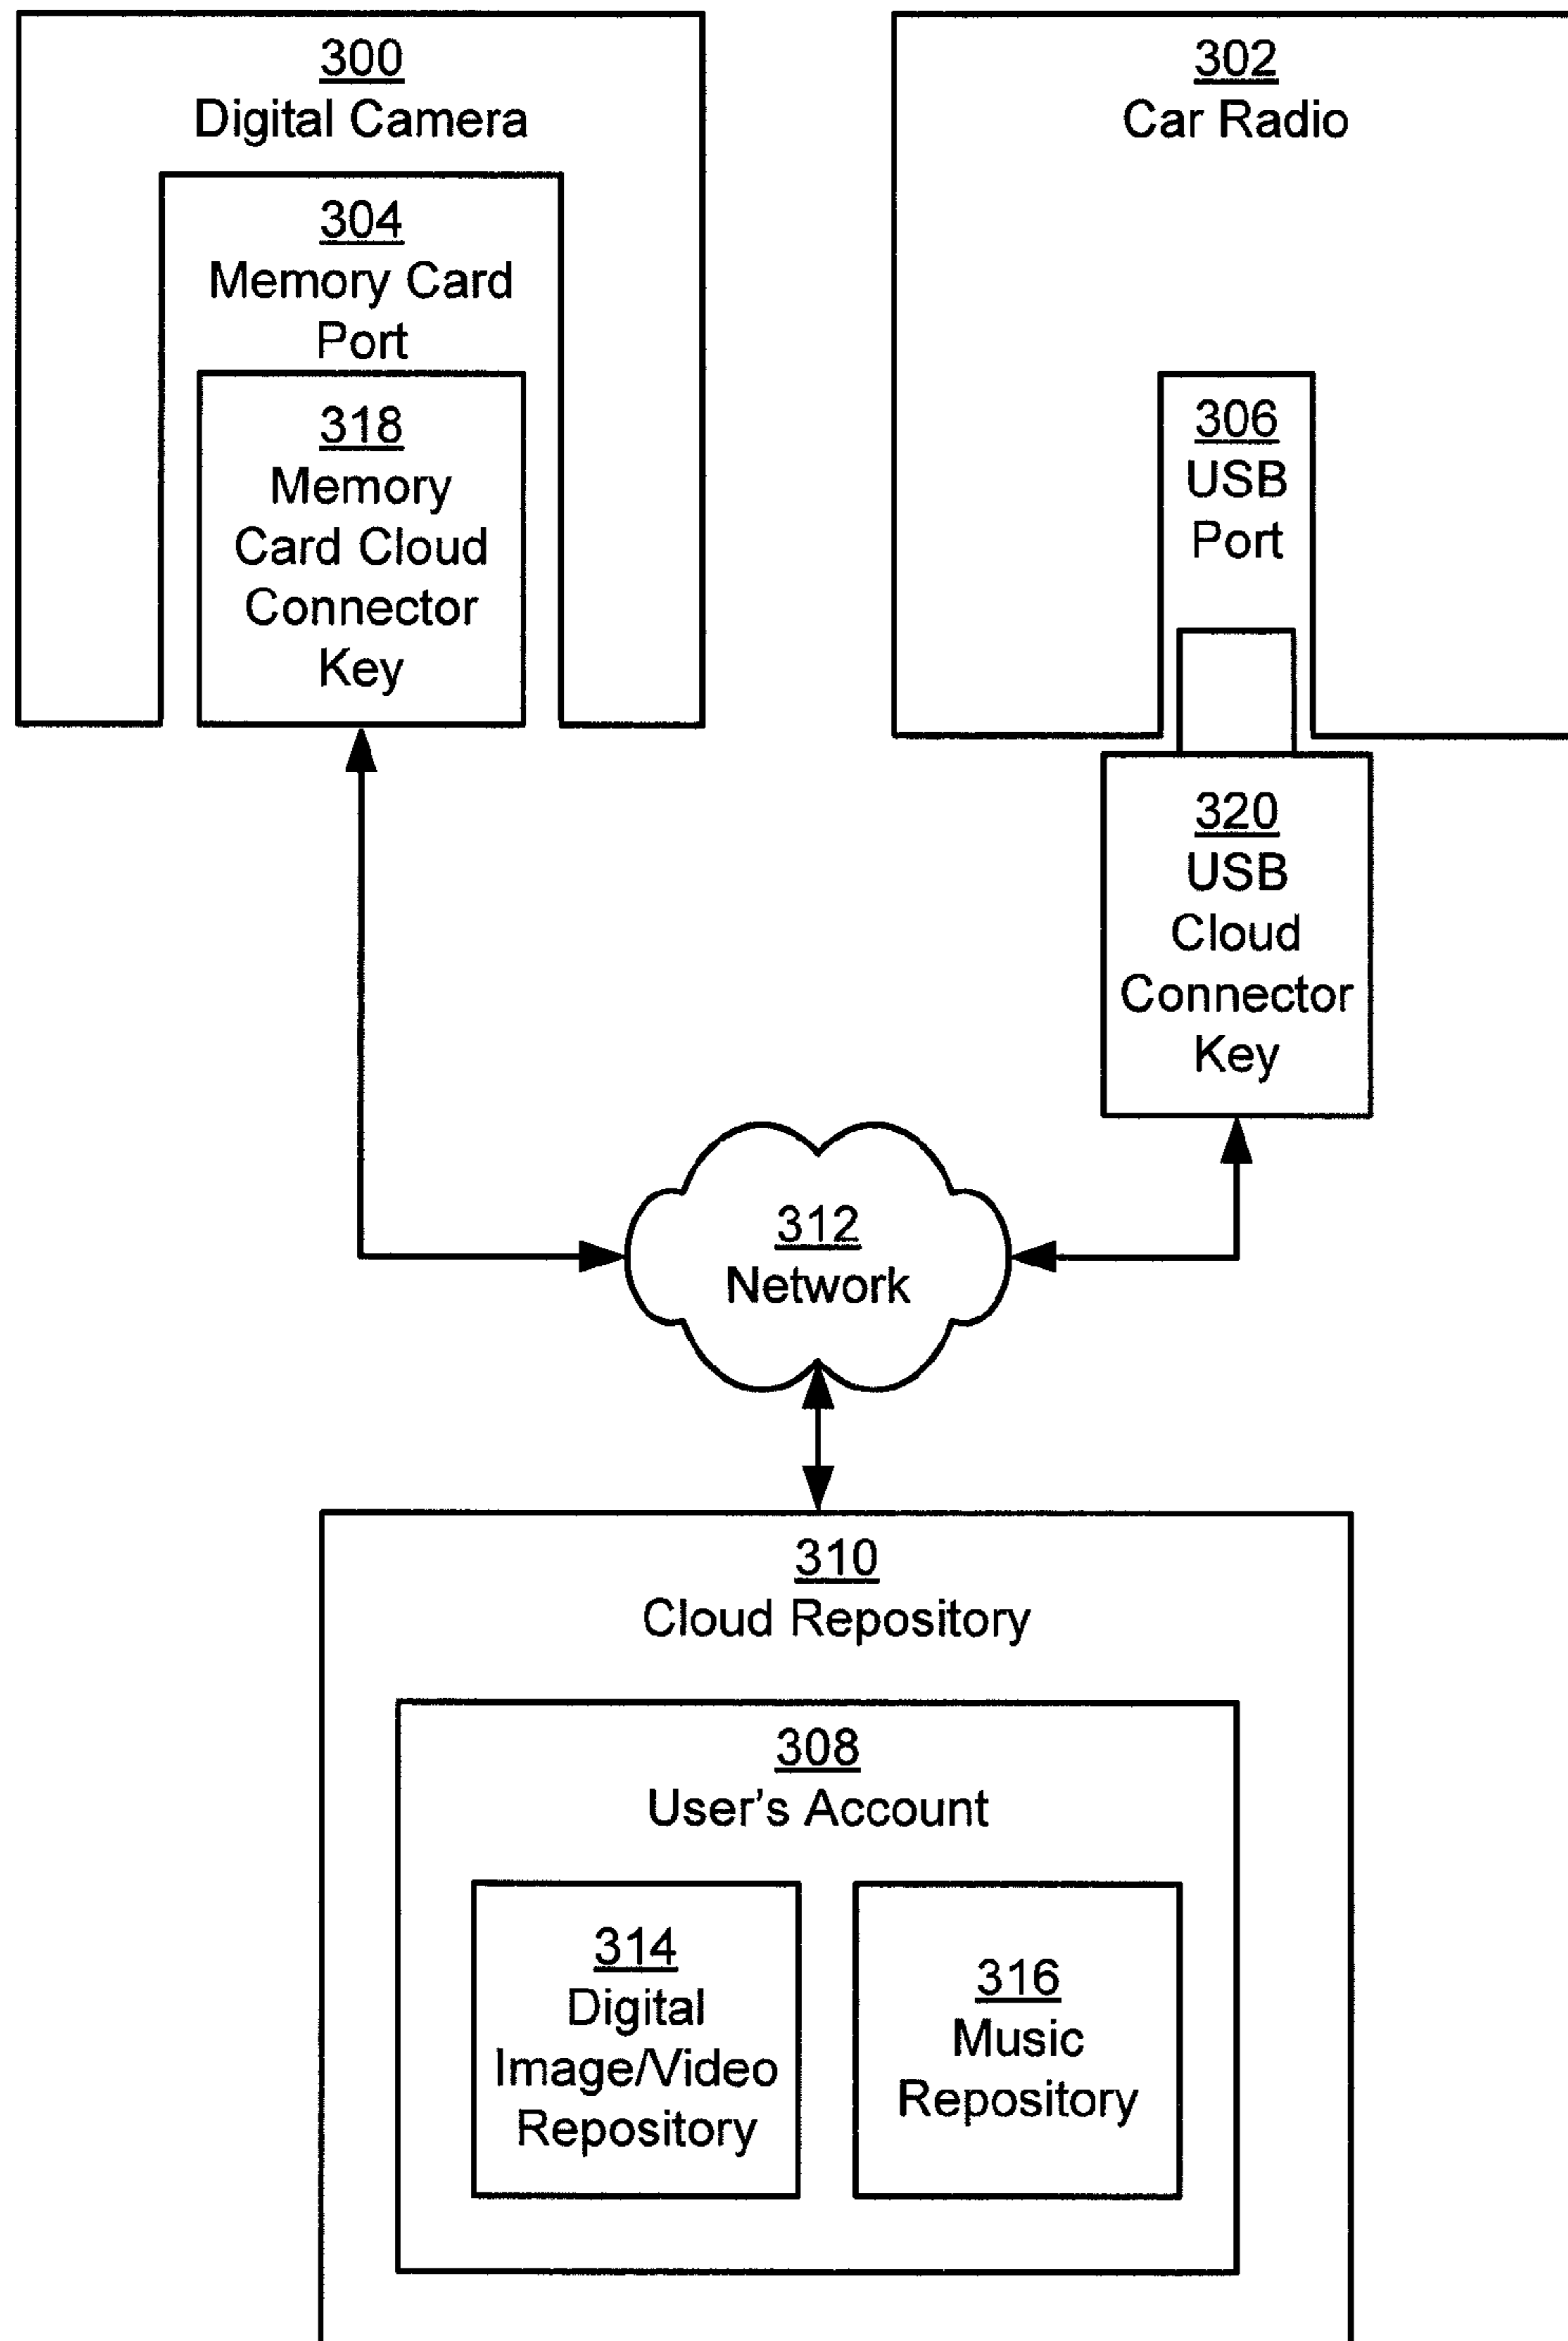 300
Digital Camera
304
Memory Card
Port
318
Memory
Card Cloud
Connector
Key
302
Car Radio
306
USB
Port
320
USB
Cloud
Connector
Key
312
Network
310
Cloud Repository
308
User's Account
314
Digital
Image/Video
Repository
316
Music
Repository